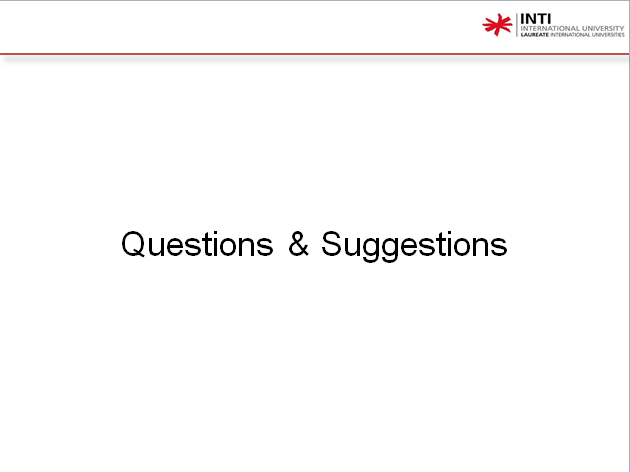 INTI
INTERNATIONAL UNIVERSITY
LAUREATE INTERNATIONAL UNIVERSITIES
Questions & Suggestions